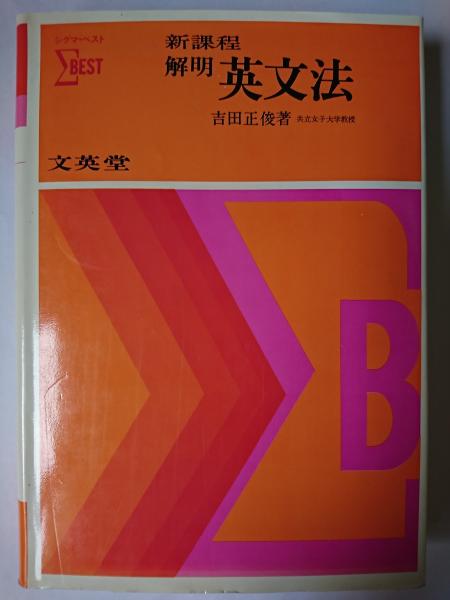 シグマ・ベスト
ΣBEST
新課程
解明 英文法
吉田正俊著 共立女子大学教授
文英堂
ΣB